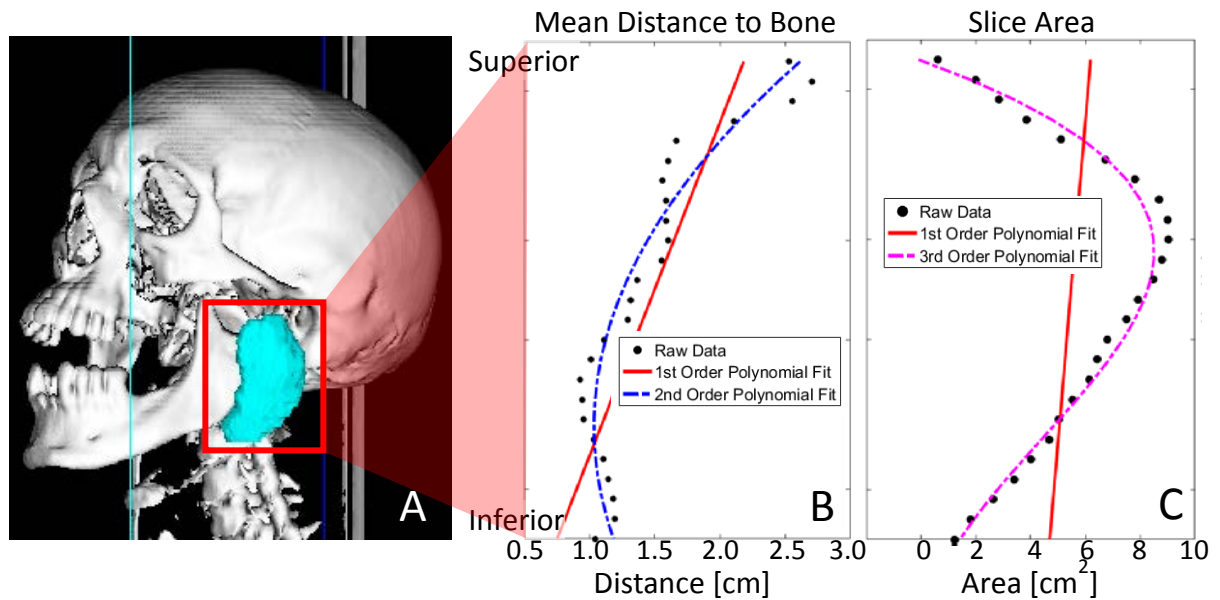 Mean Distance to Bone
Slice Area
Superior
Raw Data
1st Order Polynomial Fit
3rd Order Polynomial Fit
Raw Data
1st Order Polynomial Fit
2nd Order Polynomial Fit
A
B
C
Inferior
0.5 1.0 1.5 2.0 2.5 3.0
0 2 4 6 8 10
Distance [cm]
Area [cm²]